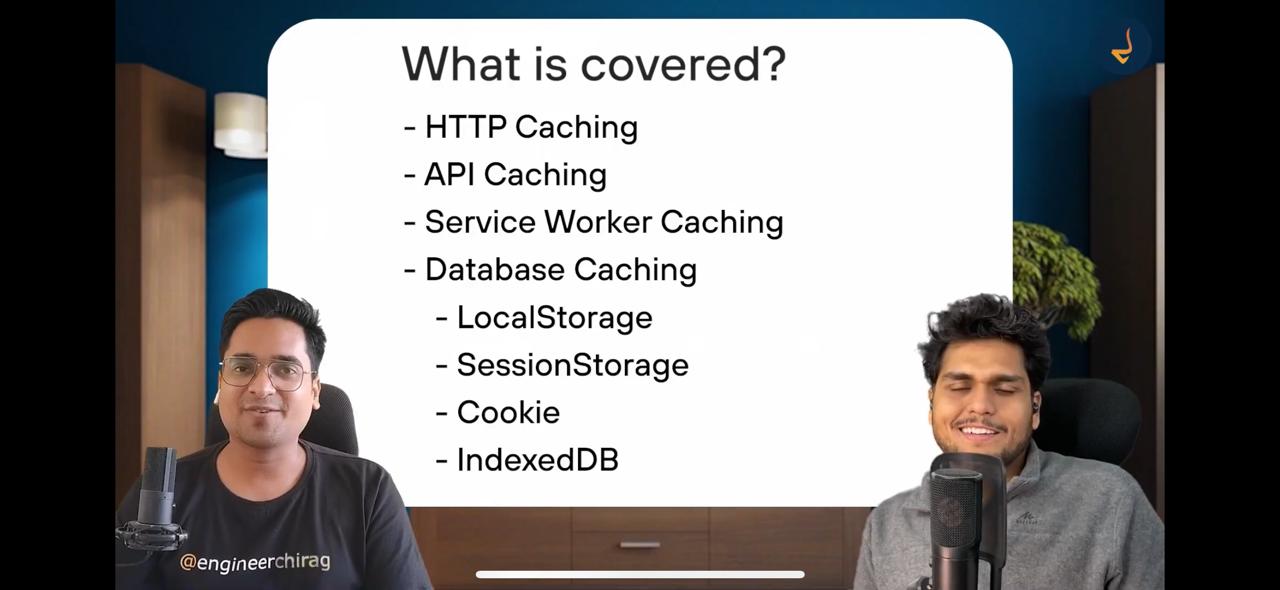 What is covered?
- HTTP Caching
- API Caching
- Service Worker Caching
- Database Caching
- LocalStorage
- SessionStorage
- Cookie
- IndexedDB
@engineerchirag